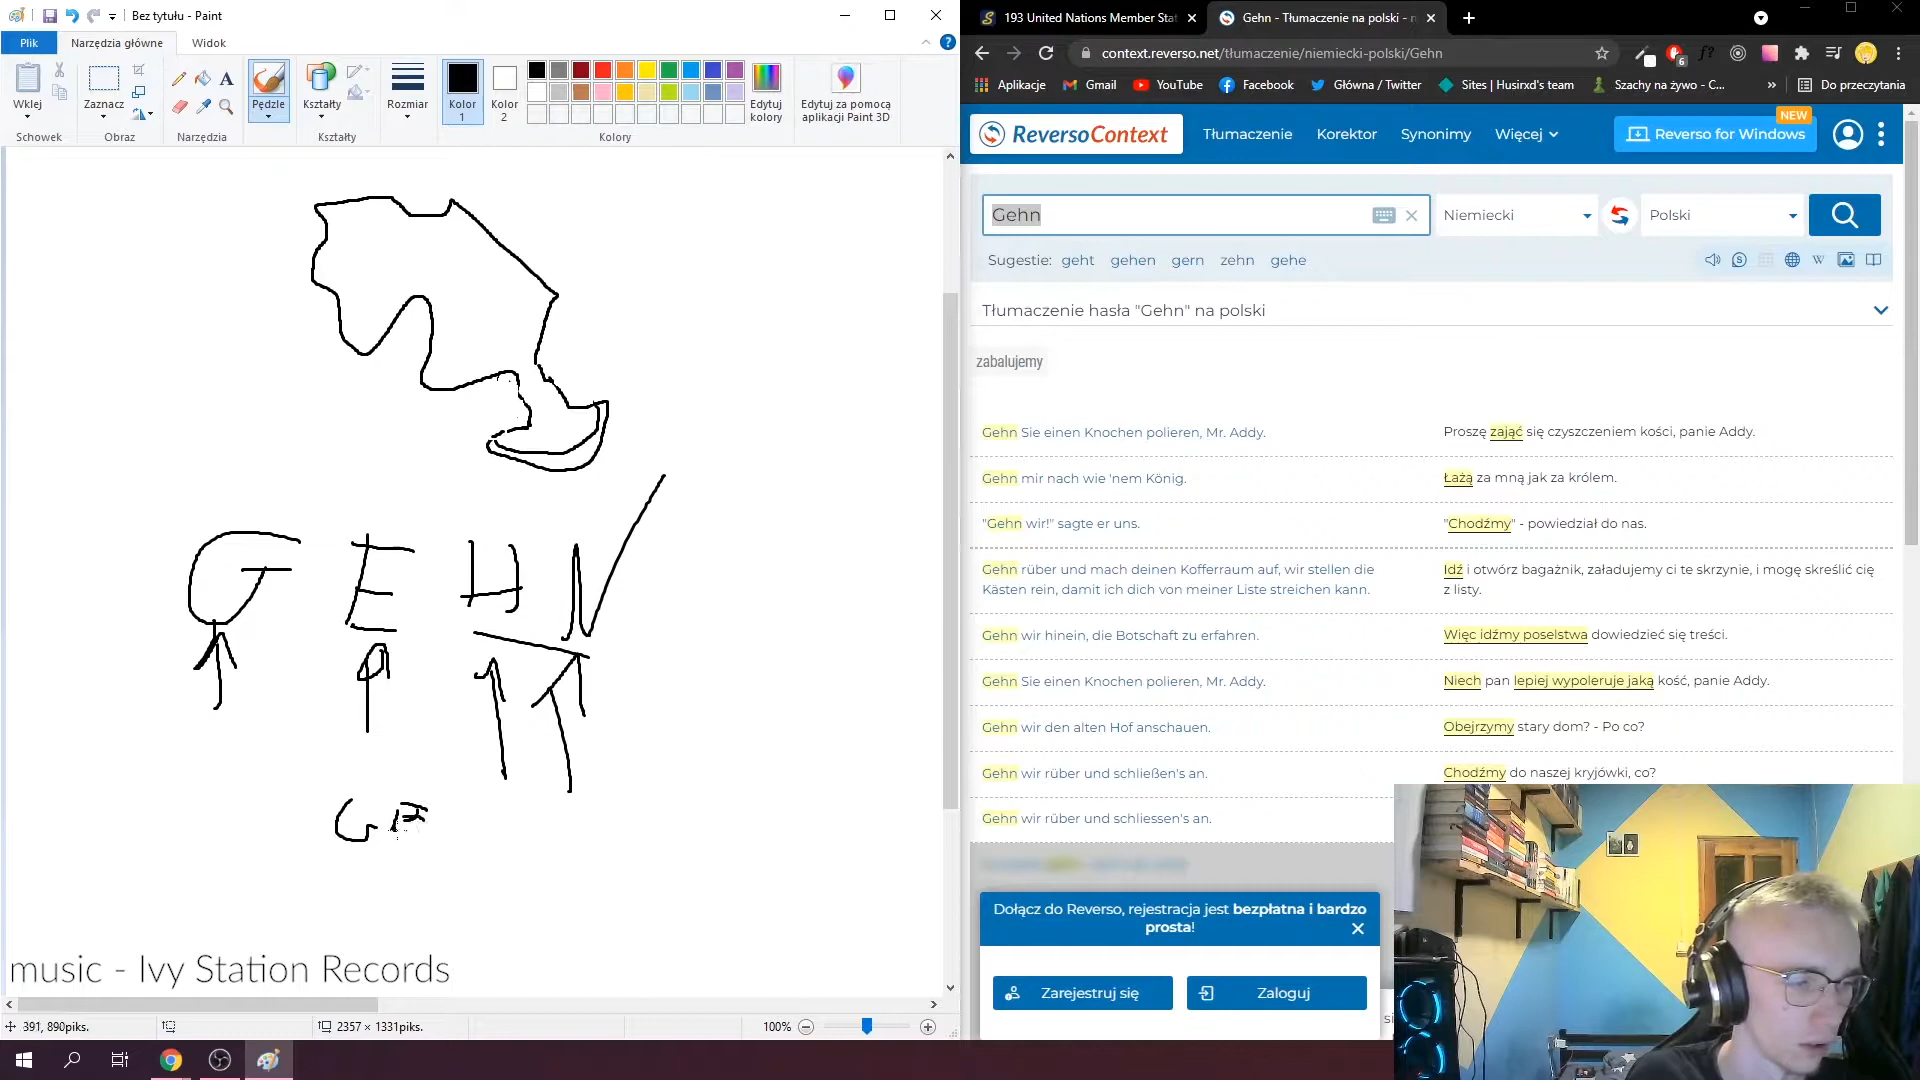 Bez tytułu - Paint
Plik
Narzędzia główne
Widok
Wklej
Zaznacz
Pędzle
Kształty
Rozmiar
Kolor 1
Kolor 2
Edytuj kolory
Edytuj za pomocą aplikacji Paint 3D
Schowek
Obraz
Narzędzia
Kształty
Kolory
GEHN
music - Ivy Station Records
391, 890piks.
2357 × 1331piks.
100%
193 United Nations Member Sta
Gehn - Tłumaczenie na polski - n
context.reverso.net/tłumaczenie/niemiecki-polski/Gehn
6
f?
Aplikacje
Gmail
YouTube
Facebook
Główna / Twitter
Sites | Husirxd's team
Szachy na żywo - C...
»
Do przeczytania
ReversoContext
Tłumaczenie
Korektor
Synonimy
Więcej
NEW
Reverso for Windows
Gehn
Niemiecki
Polski
Sugestie: geht gehen gern zehn gehe
W
Tłumaczenie hasła "Gehn" na polski
zabalujemy
Gehn Sie einen Knochen polieren, Mr. Addy.
Proszę zająć się czyszczeniem kości, panie Addy.
Gehn mir nach wie 'nem König.
Łażą za mną jak za królem.
"Gehn wir!" sagte er uns.
"Chodźmy" - powiedział do nas.
Gehn rüber und mach deinen Kofferraum auf, wir stellen die
Kästen rein, damit ich dich von meiner Liste streichen kann.
Idź i otwórz bagażnik, załadujemy ci te skrzynie, i mogę skreślić cię
z listy.
Gehn wir hinein, die Botschaft zu erfahren.
Więc idźmy poselstwa dowiedzieć się treści.
Gehn Sie einen Knochen polieren, Mr. Addy.
Niech pan lepiej wypoleruje jaką kość, panie Addy.
Gehn wir den alten Hof anschauen.
Obejrzymy stary dom? - Po co?
Gehn wir rüber und schließen's an.
Chodźmy do naszej kryjówki, co?
Gehn wir rüber und schliessen's an.
Dołącz do Reverso, rejestracja jest bezpłatna i bardzo
prosta!
Zarejestruj się
Zaloguj